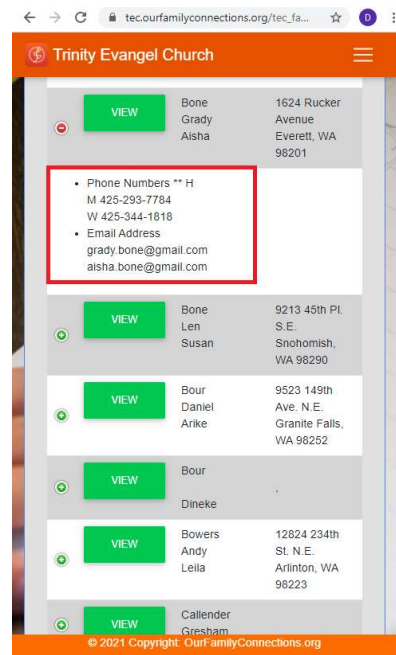 tec.ourfamilyconnections.org/tec_fa...
D
Trinity Evangel Church
VIEW
Bone
Grady
Aisha
1624 Rucker
Avenue
Everett, WA
98201
Phone Numbers ** H
M 425-293-7784
W 425-344-1818
Email Address
grady.bone@gmail.com
aisha.bone@gmail.com
VIEW
Bone
Len
Susan
9213 45th Pl.
S.E.
Snohomish,
WA 98290
VIEW
Bour
Daniel
Arike
9523 149th
Ave. N.E.
Granite Falls,
WA 98252
VIEW
Bour
Dineke
,
VIEW
Bowers
Andy
Leila
12824 234th
St. N.E.
Arlinton, WA
98223
VIEW
Callender
Gresham
© 2021 Copyright: OurFamilyConnections.org